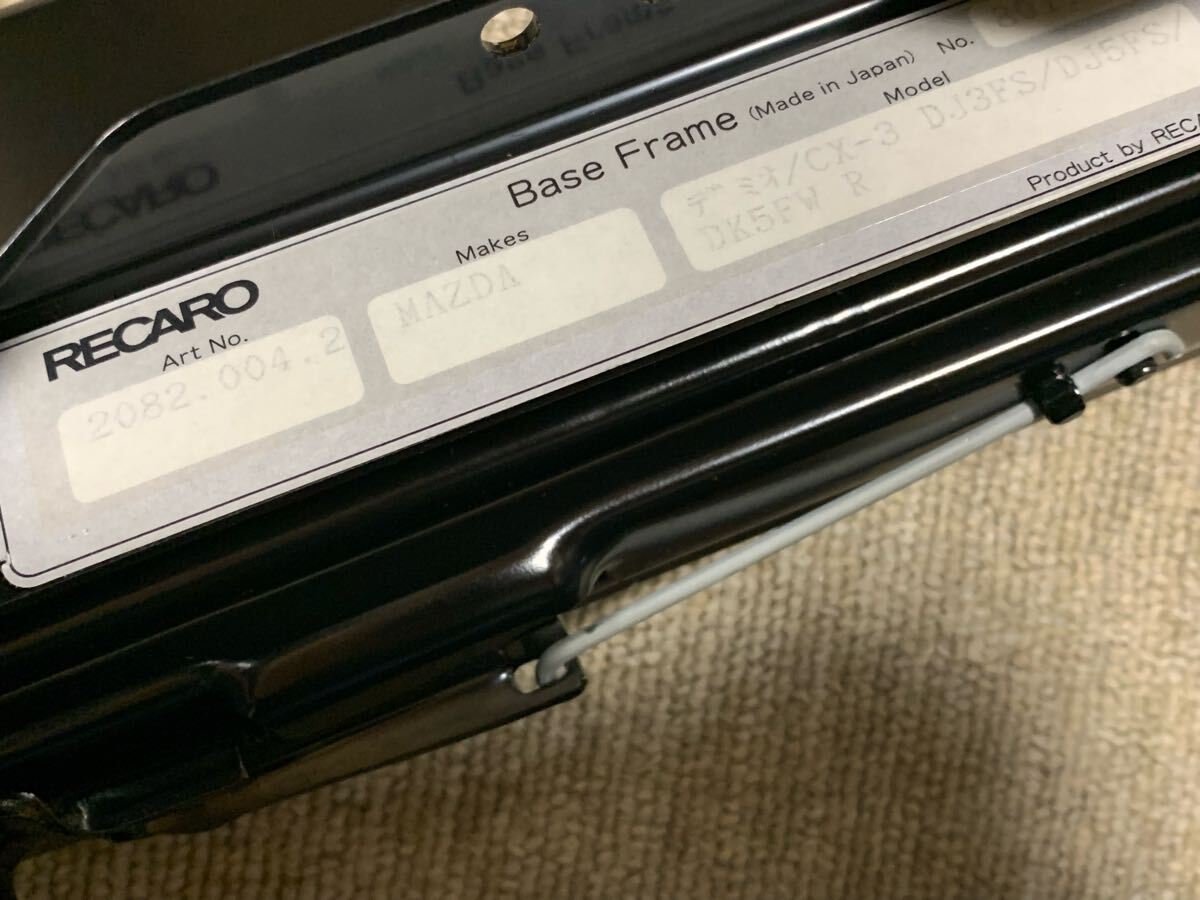 Base Frame (Made in Japan) No.
RECARO
Art No.
2082.004.2
Makes
MAZDA
Model
デミオ/CX-3 DJ3FS/DJ5FS/
DK5FW R
Product by RECA